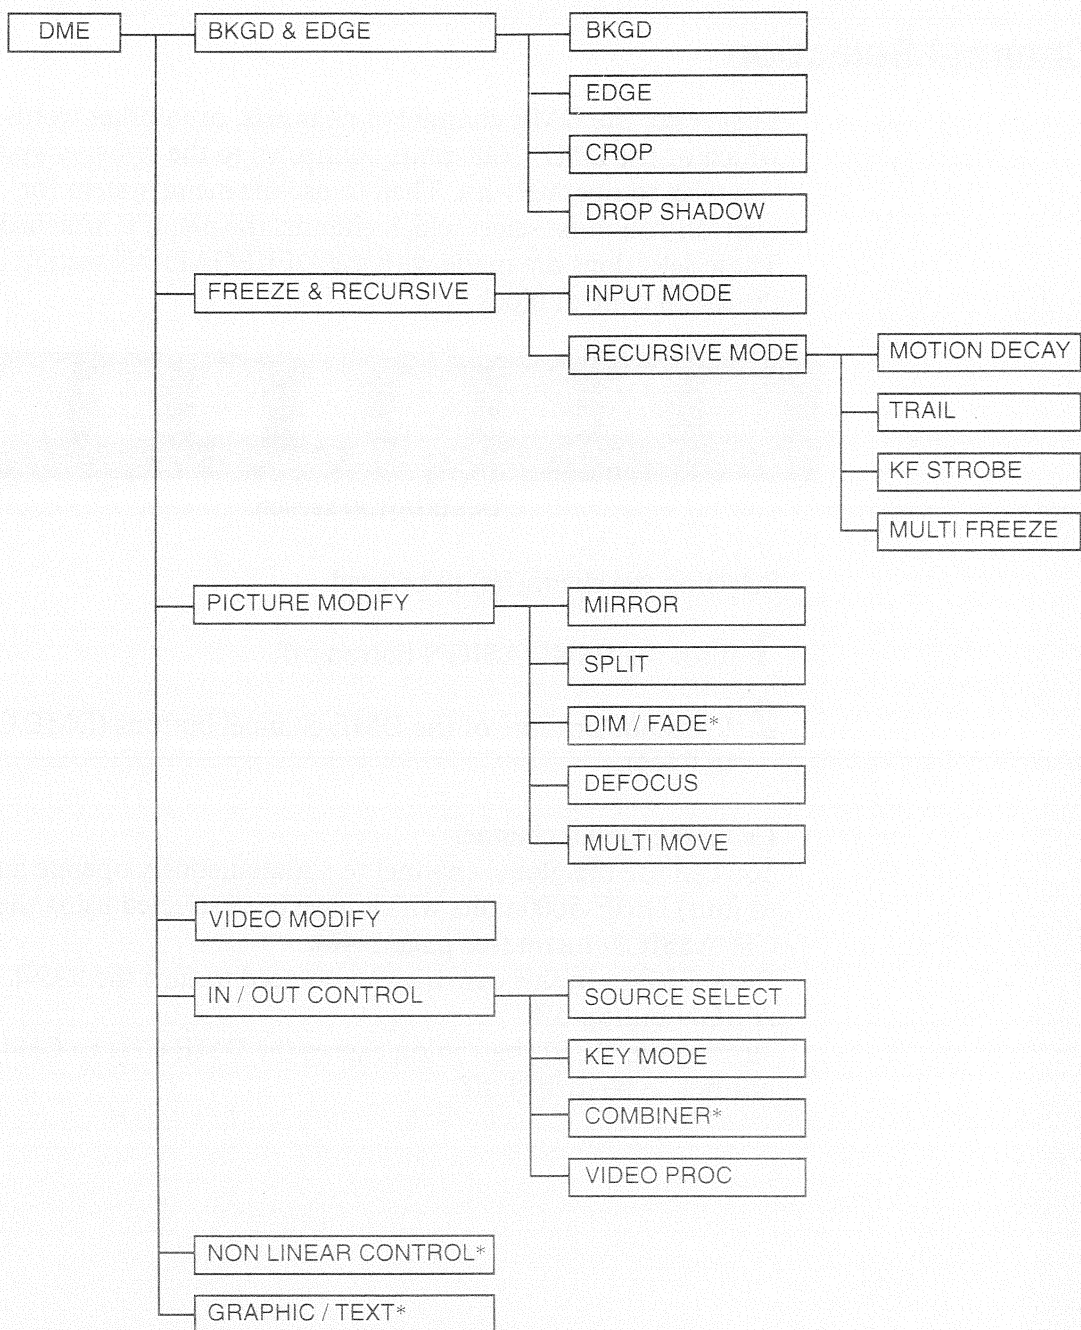 DME
BKGD & EDGE
BKGD
EDGE
CROP
DROP SHADOW
FREEZE & RECURSIVE
INPUT MODE
RECURSIVE MODE
MOTION DECAY
TRAIL
KF STROBE
MULTI FREEZE
PICTURE MODIFY
MIRROR
SPLIT
DIM / FADE*
DEFOCUS
MULTI MOVE
VIDEO MODIFY
IN / OUT CONTROL
SOURCE SELECT
KEY MODE
COMBINER*
VIDEO PROC
NON LINEAR CONTROL*
GRAPHIC / TEXT*